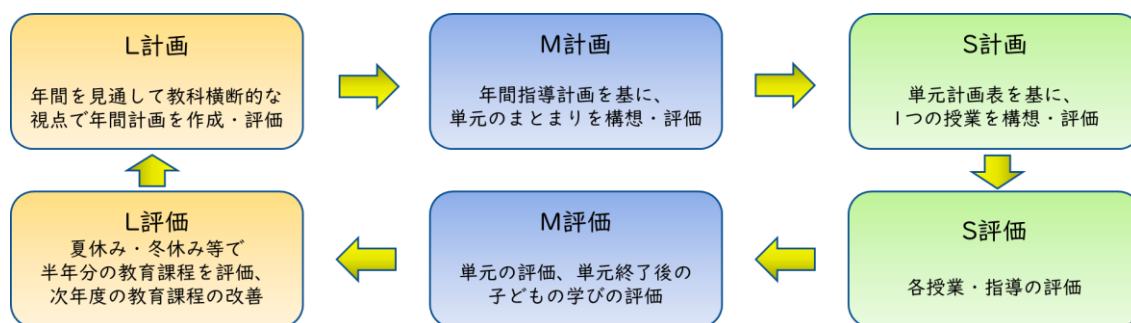 L計画
年間を見通して教科横断的な
視点で年間計画を作成・評価
M計画
年間指導計画を基に、
単元のまとまりを構想・評価
S計画
単元計画表を基に、
1つの授業を構想・評価
L評価
夏休み・冬休み等で
半年分の教育課程を評価、
次年度の教育課程の改善
M評価
単元の評価、単元終了後の
子どもの学びの評価
S評価
各授業・指導の評価